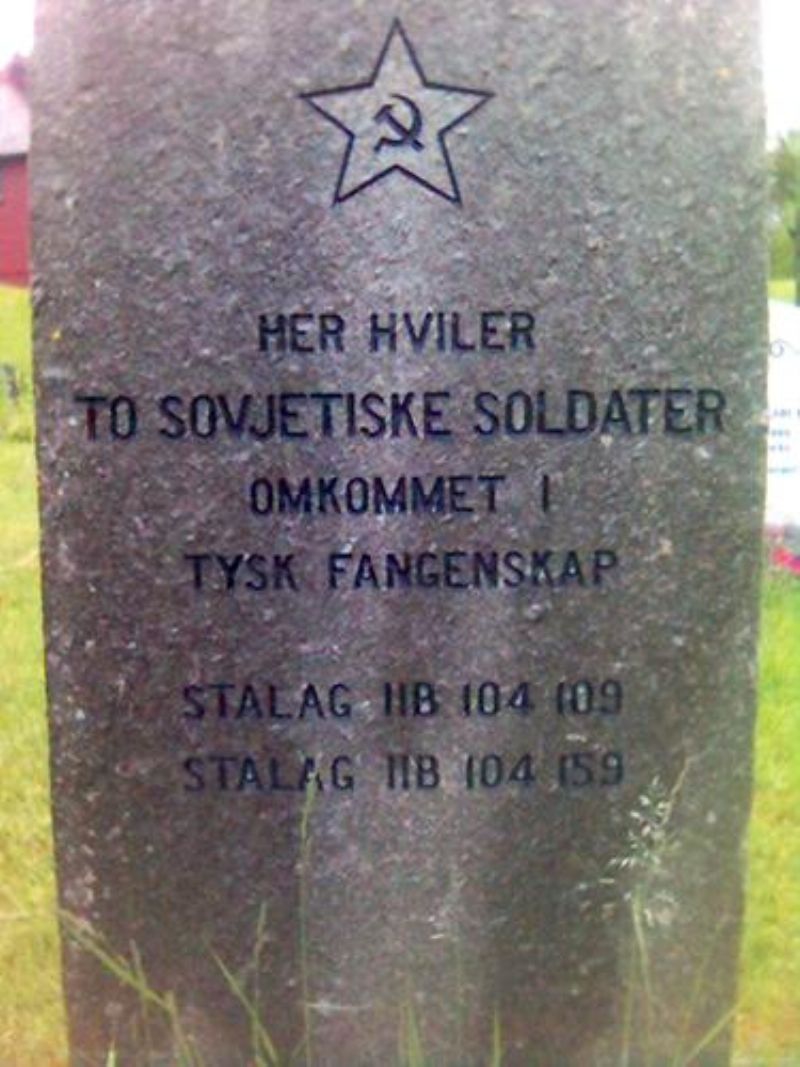 HER HVILER
TO SOVJETISKE SOLDATER
OMKOMMET I
TYSK FANGENSKAP
STALAG IIB 104 109
STALAG IIB 104 159